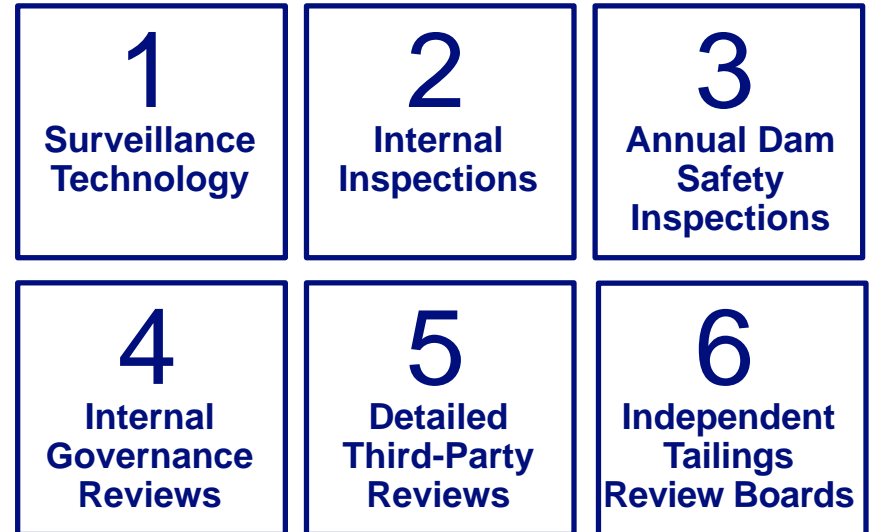 1
Surveillance
Technology
2
Internal
Inspections
3
Annual Dam
Safety
Inspections
4
Internal
Governance
Reviews
5
Detailed
Third-Party
Reviews
6
Independent
Tailings
Review Boards